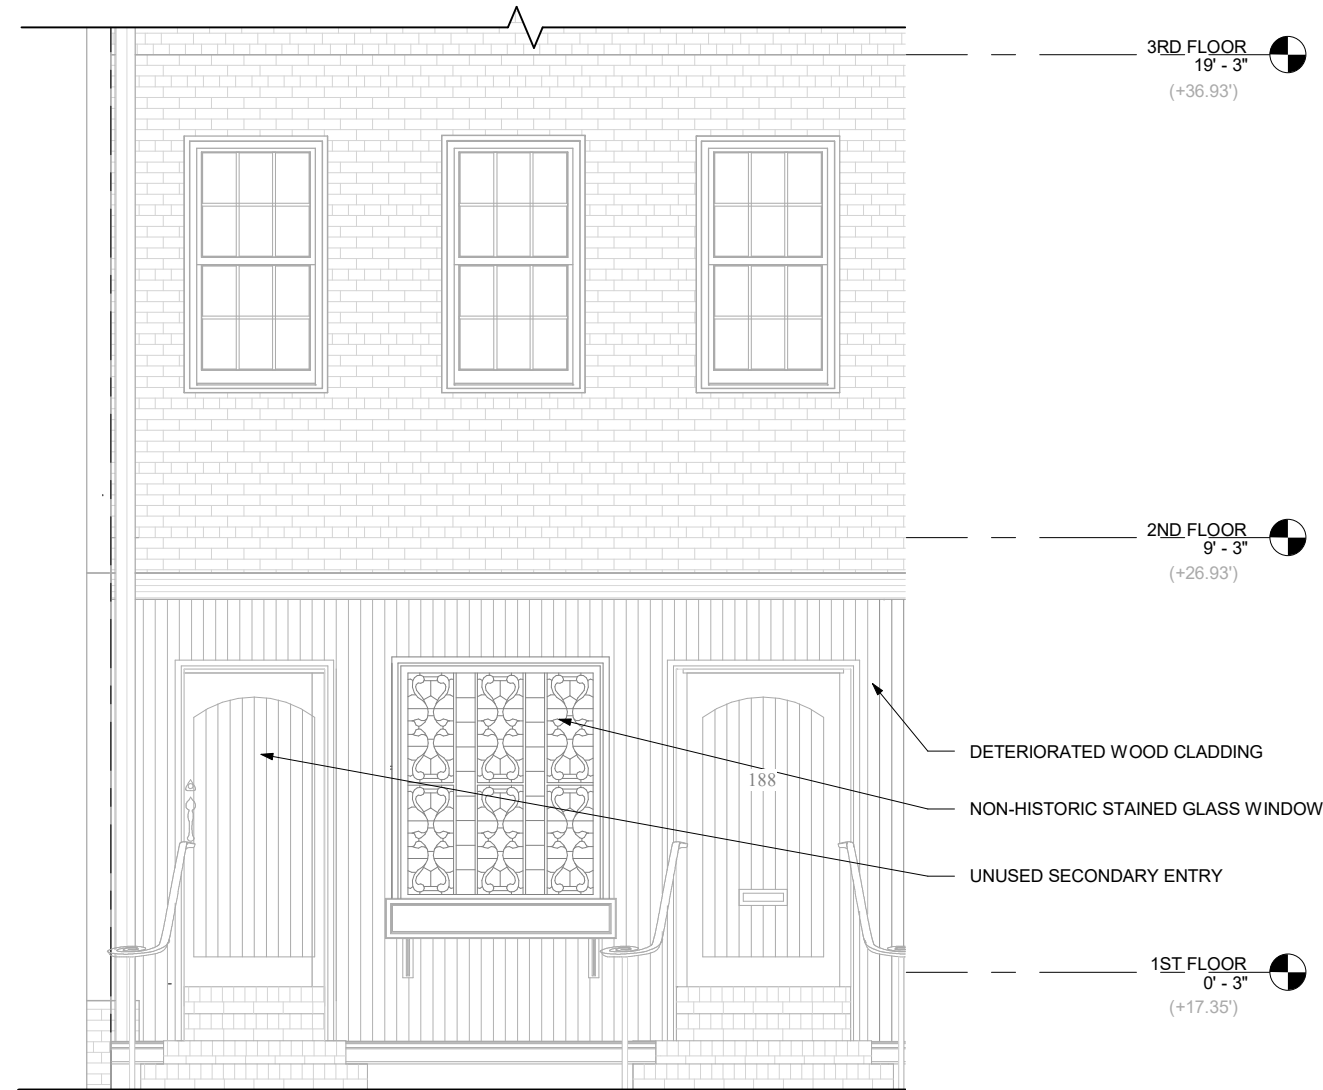 3RD FLOOR
19' - 3"
(+36.93')
2ND FLOOR
9' - 3"
(+26.93')
DETERIORATED WOOD CLADDING
188
NON-HISTORIC STAINED GLASS WINDOW
UNUSED SECONDARY ENTRY
1ST FLOOR
0' - 3"
(+17.35')